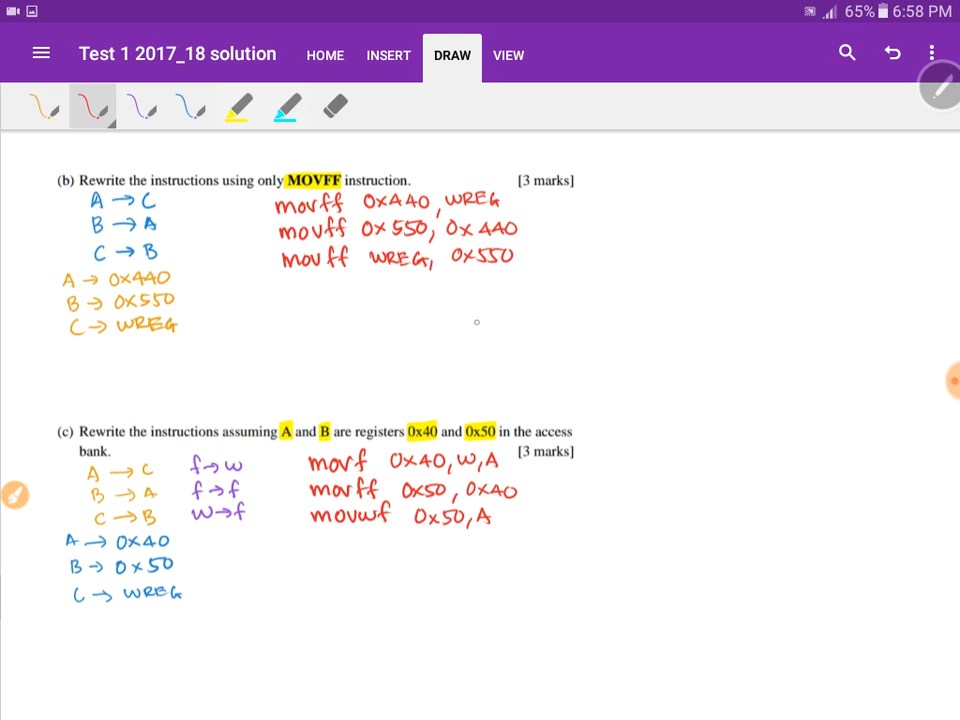 65% 6:58 PM
Test 1 2017_18 solution HOME INSERT DRAW VIEW
(b) Rewrite the instructions using only MOVFF instruction. [3 marks]
A → C
B → A
C → B
A → 0x440
B → 0x550
C → WREG
movff 0xA40, WREG
movff 0x550, 0x440
movff WREG, 0x550
(c) Rewrite the instructions assuming A and B are registers 0x40 and 0x50 in the access
bank. [3 marks]
A → C
B → A
C → B
f → w
f → f
w → f
A → 0x40
B → 0x50
C → WREG
movf 0x40, W, A
movff 0x50, 0x40
movwf 0x50, A